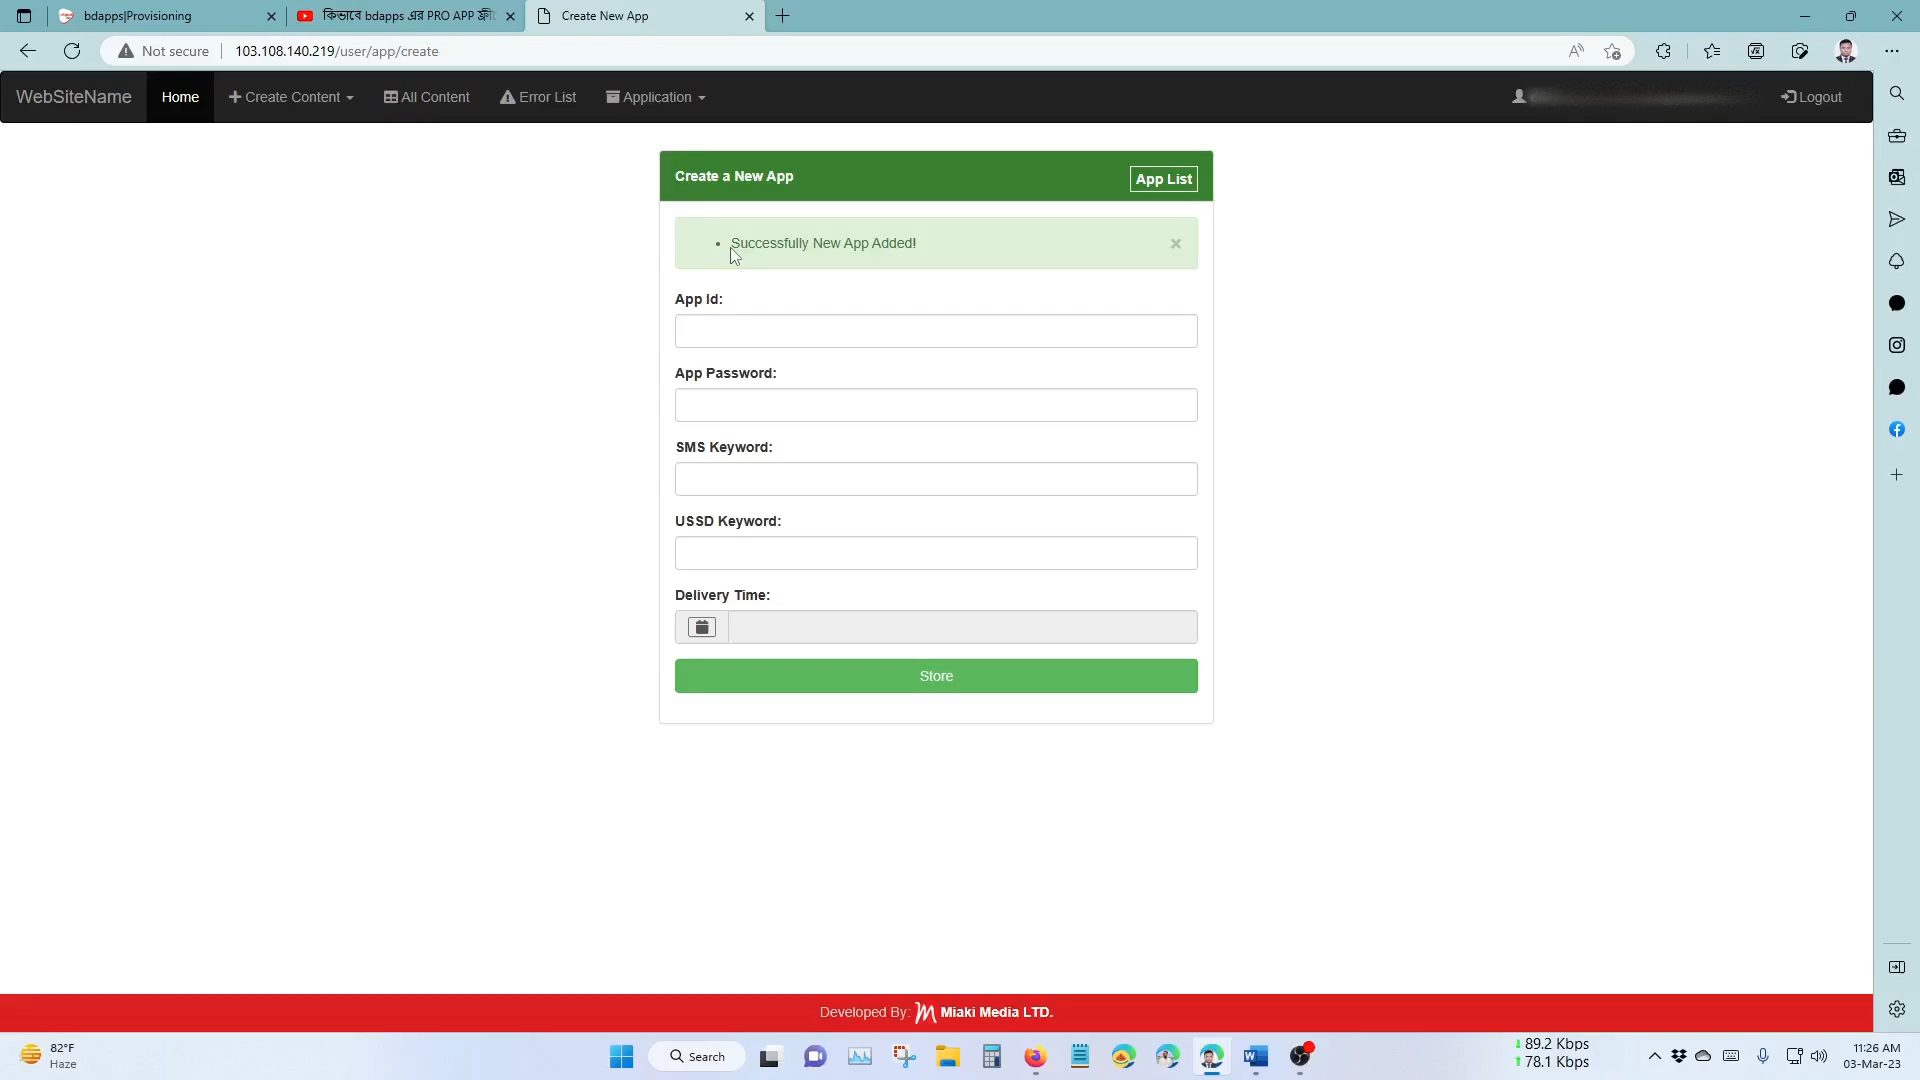 bdapps|Provisioning
কিভাবে bdapps এর PRO APP ফ্রী
Create New App
Not secure
103.108.140.219/user/app/create
WebSiteName
Home
Create Content
All Content
Error List
Application
Logout
Create a New App
App List
Successfully New App Added!
×
App Id:
App Password:
SMS Keyword:
USSD Keyword:
Delivery Time:
Store
Developed By: Miaki Media LTD.
82°F
Haze
Search
89.2 Kbps
78.1 Kbps
11:26 AM
03-Mar-23